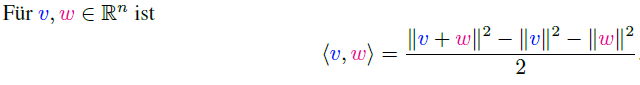 Für v, w ∈ ℝⁿ ist
⟨v, w⟩ = (‖v + w‖² − ‖v‖² − ‖w‖²) / 2.